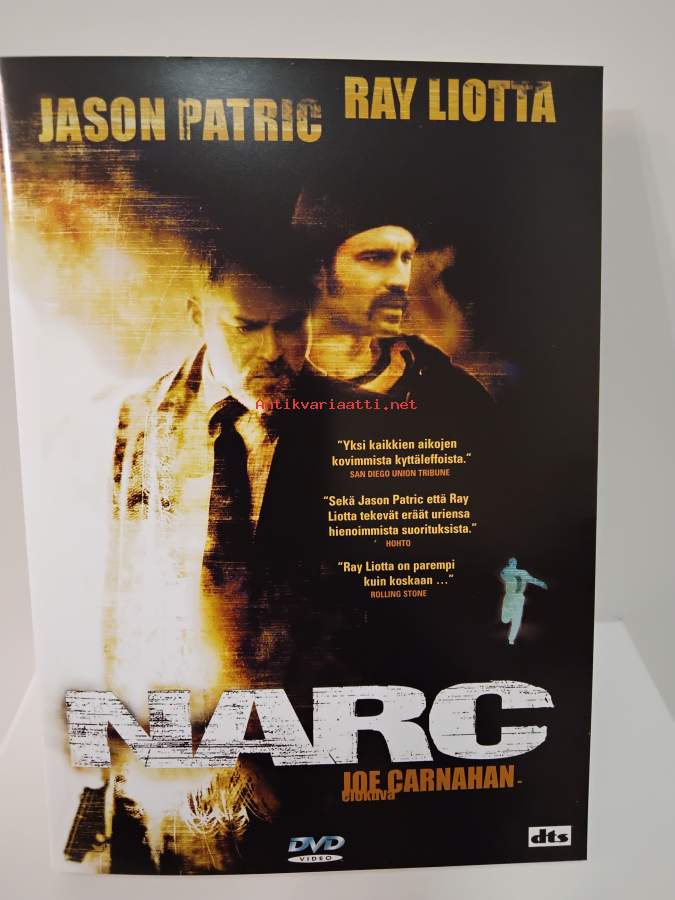 RAY LIOTTA
JASON PATRIC
Antikvariaatti.net
"Yksi kaikkien aikojen
kovimmista kyttäleffoista."
SAN DIEGO UNION TRIBUNE
"Sekä Jason Patric että Ray
Liotta tekevät eräät uriensa
hienoimmista suorituksista."
HOHTO
"Ray Liotta on parempi
kuin koskaan ..."
ROLLING STONE
NARC
JOE CARNAHAN-
elokuva
DVD
VIDEO
dts